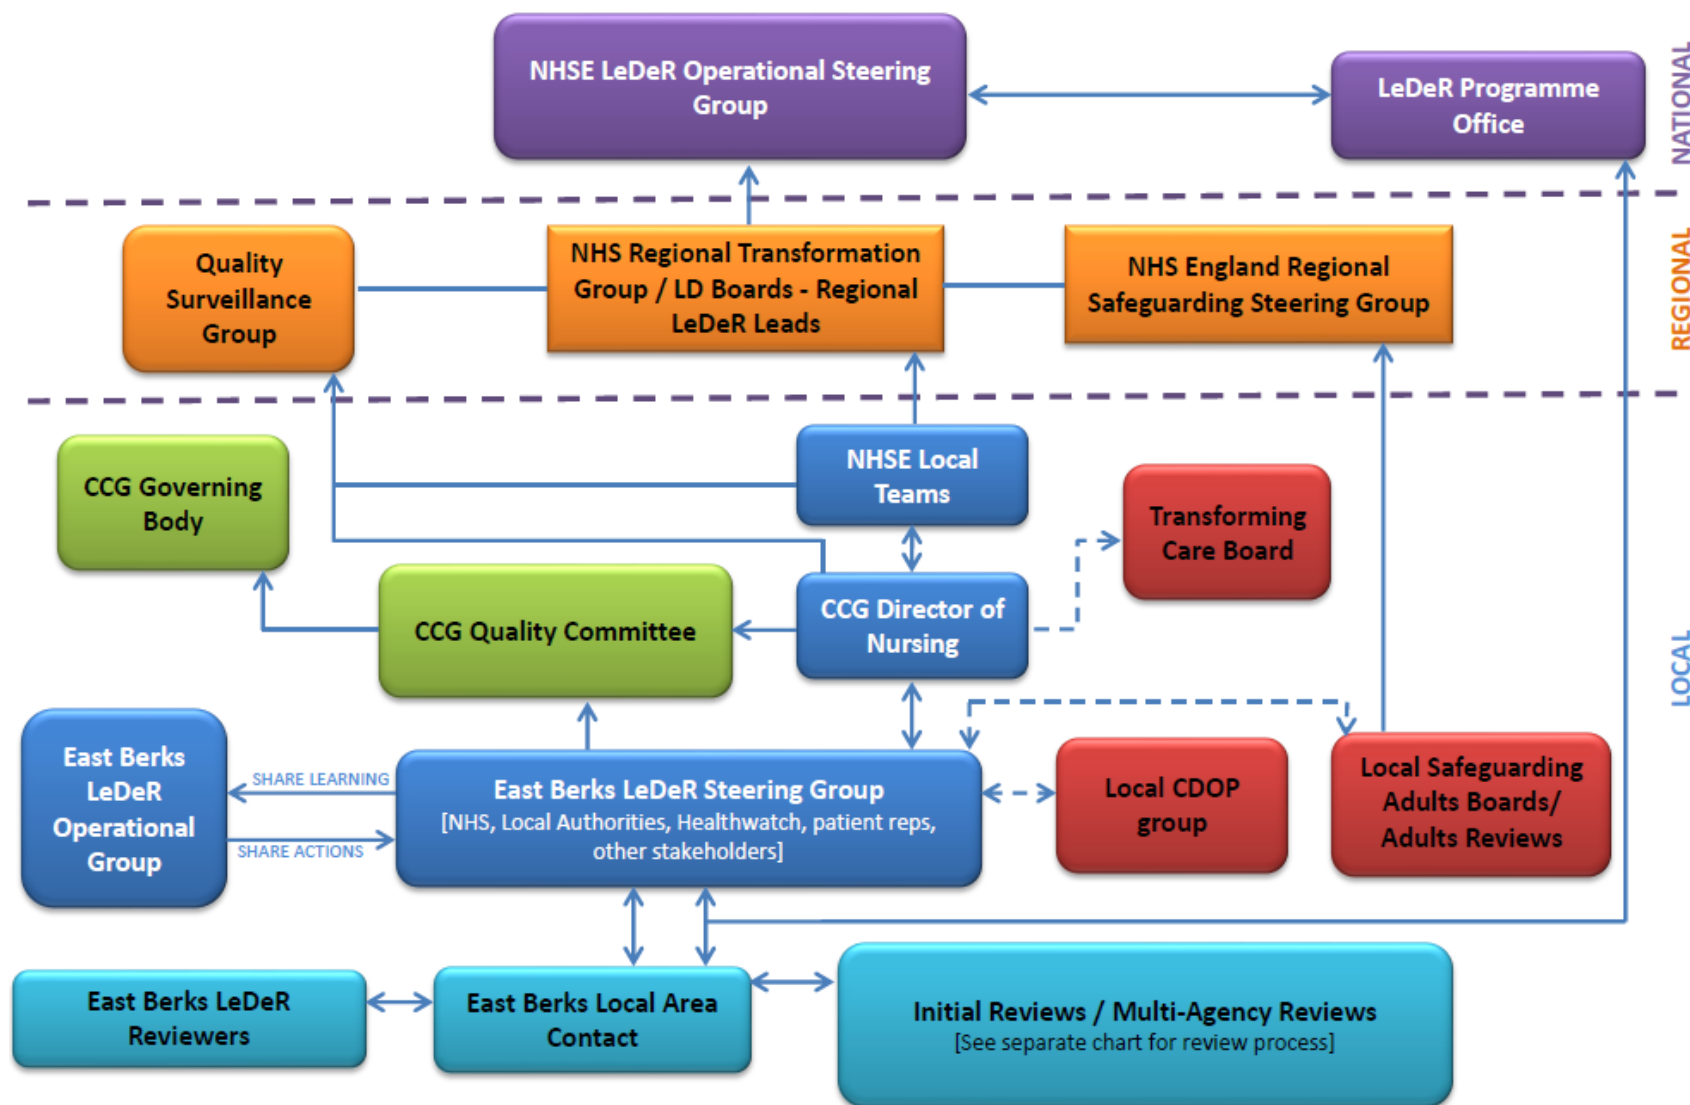 NHSE LeDeR Operational Steering
Group
LeDeR Programme
Office
NATIONAL
Quality
Surveillance
Group
NHS Regional Transformation
Group / LD Boards - Regional
LeDeR Leads
NHS England Regional
Safeguarding Steering Group
REGIONAL
CCG Governing
Body
NHSE Local
Teams
Transforming
Care Board
CCG Quality Committee
CCG Director of
Nursing
LOCAL
East Berks
LeDeR
Operational
Group
SHARE LEARNING
SHARE ACTIONS
East Berks LeDeR Steering Group
[NHS, Local Authorities, Healthwatch, patient reps,
other stakeholders]
Local CDOP
group
Local Safeguarding
Adults Boards/
Adults Reviews
East Berks LeDeR
Reviewers
East Berks Local Area
Contact
Initial Reviews / Multi-Agency Reviews
[See separate chart for review process]